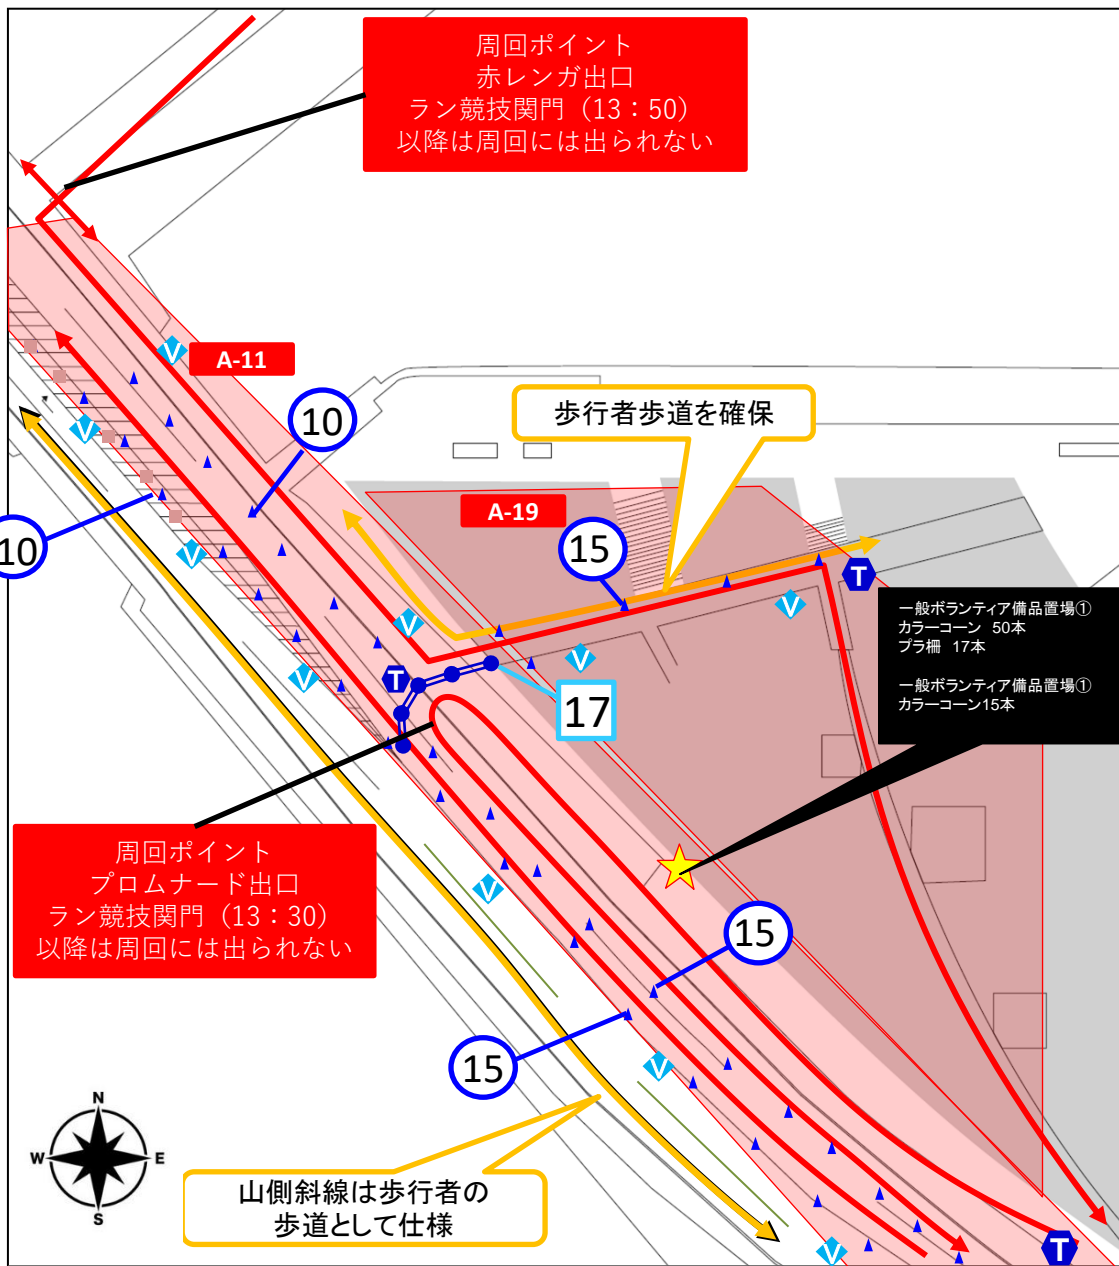 周回ポイント
赤レンガ出口
ラン競技関門（13：50）
以降は周回には出られない
V
A-11
10
歩行者歩道を確保
V
A-19
10
15
V
T
V
V
一般ボランティア備品置場①
カラーコーン 50本
プラ柵 17本
一般ボランティア備品置場①
カラーコーン15本
V
V
T
17
周回ポイント
プロムナード出口
ラン競技関門（13：30）
以降は周回には出られない
V
15
15
V
N
W
E
S
山側斜線は歩行者の
歩道として仕様
V
T